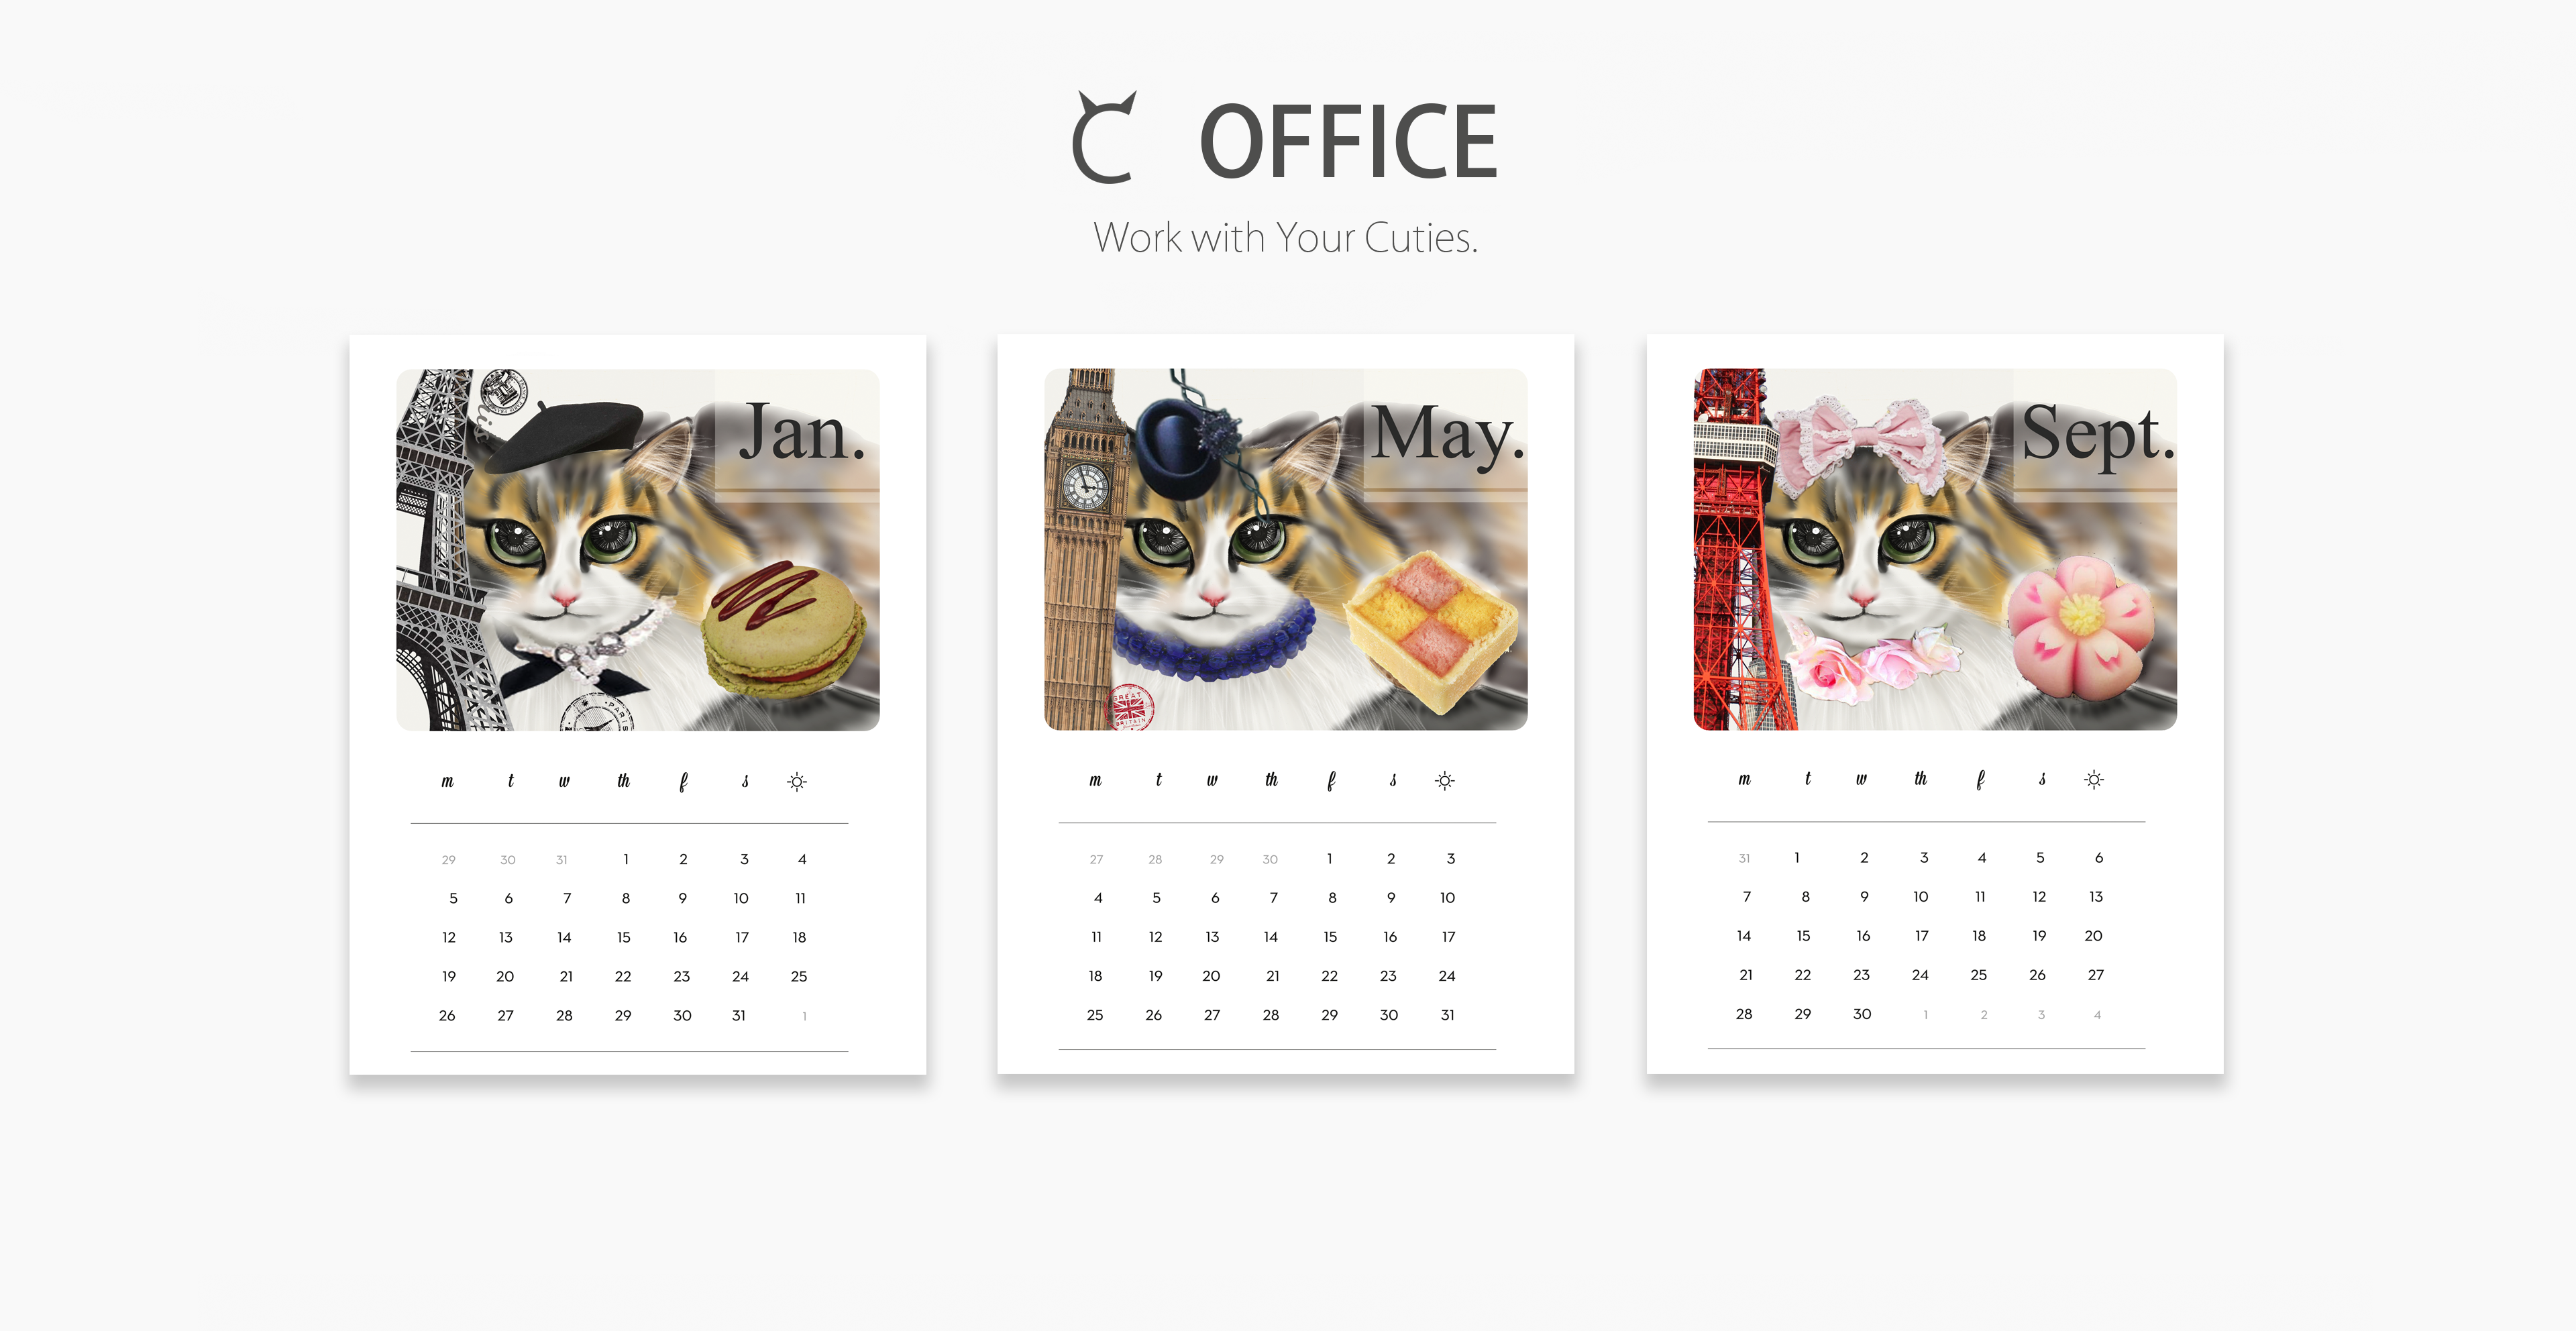 C OFFICE
Work with Your Cuties.
Jan.
PARIS
m t w th f s
29 30 31 1 2 3 4
5 6 7 8 9 10 11
12 13 14 15 16 17 18
19 20 21 22 23 24 25
26 27 28 29 30 31 1
May.
GREAT
BRITAIN
m t w th f s
27 28 29 30 1 2 3
4 5 6 7 8 9 10
11 12 13 14 15 16 17
18 19 20 21 22 23 24
25 26 27 28 29 30 31
Sept.
m t w th f s
31 1 2 3 4 5 6
7 8 9 10 11 12 13
14 15 16 17 18 19 20
21 22 23 24 25 26 27
28 29 30 1 2 3 4